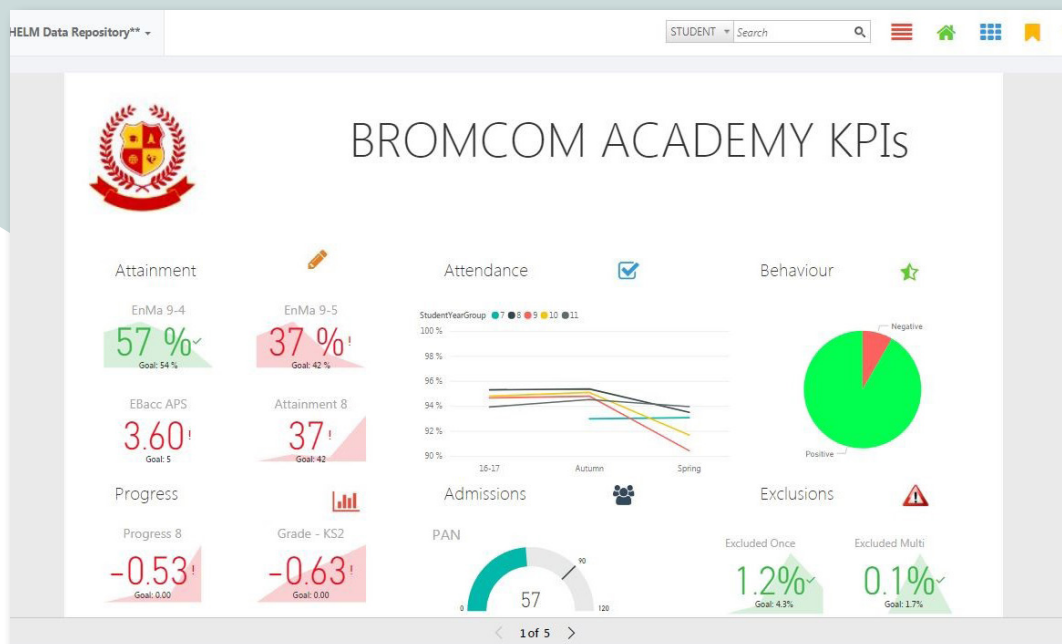 HELM Data Repository**
STUDENT Search
BROMCOM ACADEMY KPIs
Attainment
EnMa 9-4
57 %
Goal: 54 %
EnMa 9-5
37 %!
Goal: 42 %
EBacc APS
3.60!
Goal: 5
Attainment 8
37!
Goal: 42
Attendance
StudentYearGroup 7 8 9 10 11
100 %
98 %
96 %
94 %
92 %
90 %
16-17 Autumn Spring
Behaviour
Negative
Positive
Progress
Progress 8
-0.53!
Goal: 0.00
Grade - KS2
-0.63!
Goal: 0.00
Admissions
PAN
90
57
0 120
Exclusions
Excluded Once
1.2%
Goal: 4.3%
Excluded Multi
0.1%
Goal: 1.7%
1 of 5